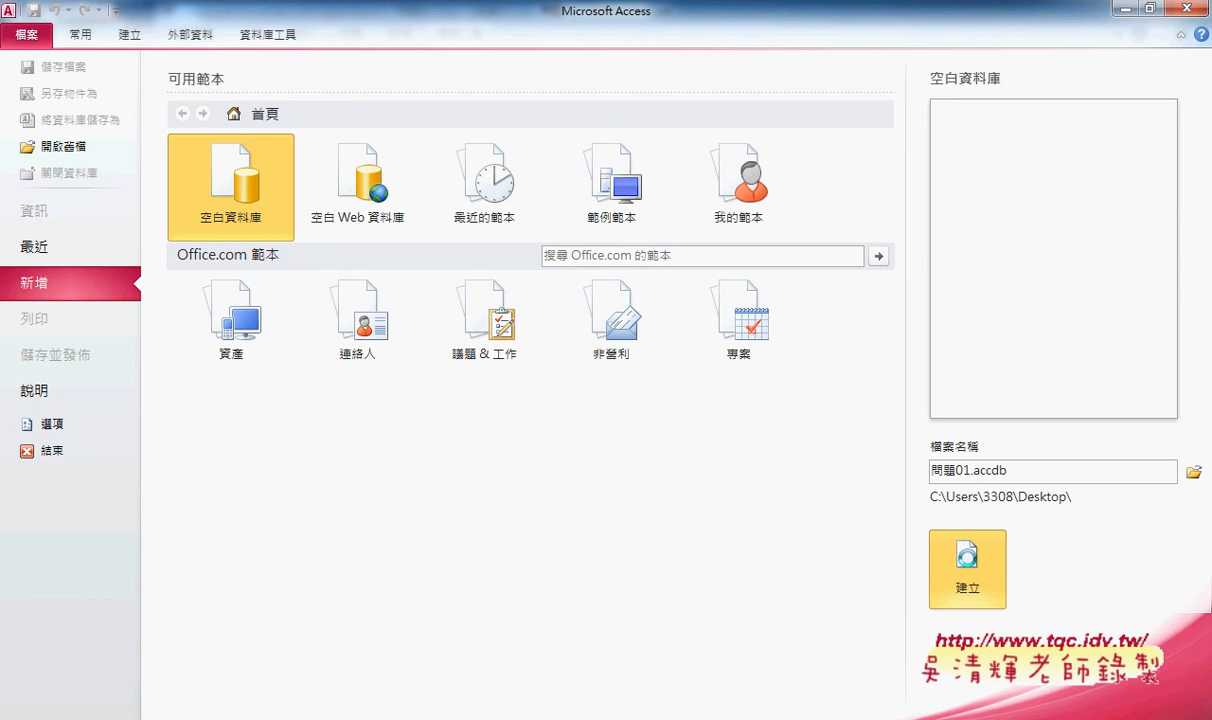 Microsoft Access
檔案 常用 建立 外部資料 資料庫工具
儲存檔案
另存物件為
將資料庫儲存為
開啟舊檔
關閉資料庫
資訊
最近
新增
列印
儲存並發佈
說明
選項
結束
可用範本
首頁
空白資料庫 空白 Web 資料庫 最近的範本 範例範本 我的範本
Office.com 範本 搜尋 Office.com 的範本
資產 連絡人 議題 & 工作 非營利 專案
空白資料庫
檔案名稱
問題01.accdb
C:\Users\3308\Desktop\
建立
http://www.tqc.idv.tw/
吳清輝老師錄製